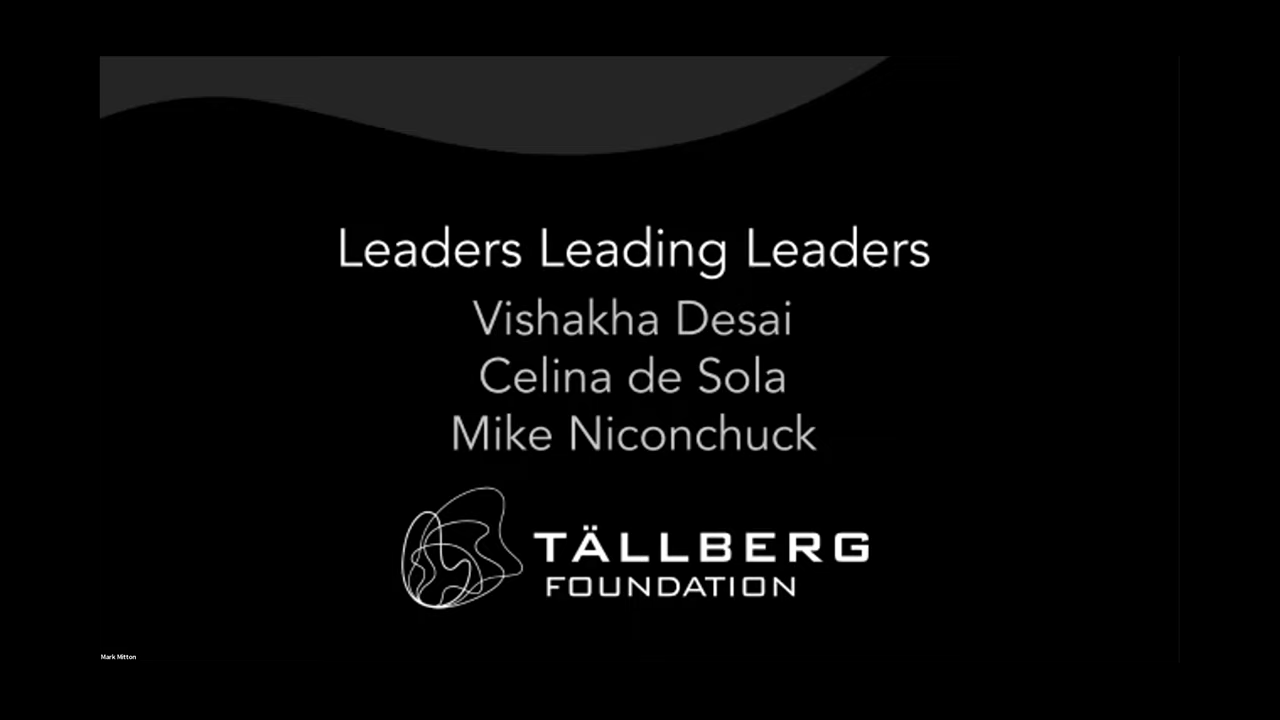 Leaders Leading Leaders
Vishakha Desai
Celina de Sola
Mike Niconchuck
TÄLLBERG
FOUNDATION
Mark Mitton